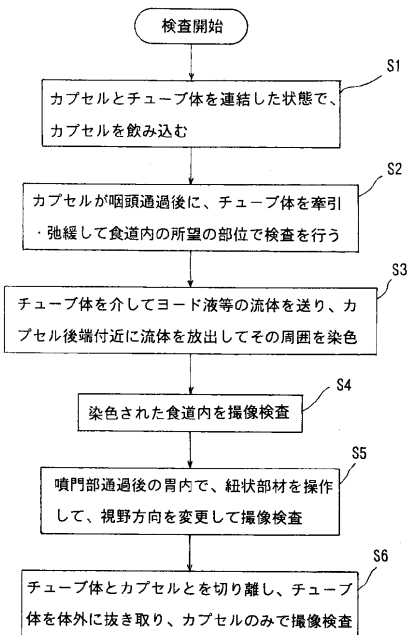 検査開始
S1
カプセルとチューブ体を連結した状態で、
カプセルを飲み込む
S2
カプセルが咽頭通過後に、チューブ体を牽引
・弛緩して食道内の所望の部位で検査を行う
S3
チューブ体を介してヨード液等の流体を送り、カ
プセル後端付近に流体を放出してその周囲を染色
S4
染色された食道内を撮像検査
S5
噴門部通過後の胃内で、紐状部材を操作
して、視野方向を変更して撮像検査
S6
チューブ体とカプセルとを切り離し、チューブ
体を体外に抜き取り、カプセルのみで撮像検査